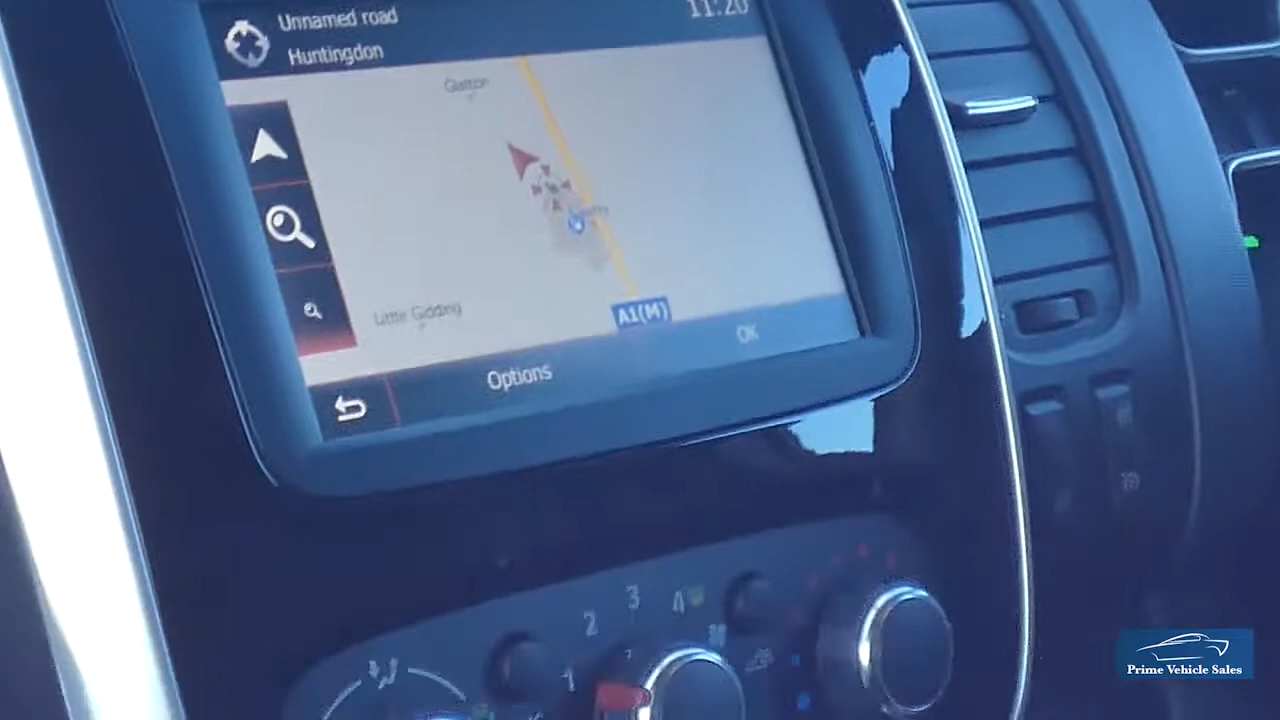 Unnamed road
11:20
Huntingdon
Glatton
Little Gidding
A1(M)
OK
Options
1
2
3
4
Prime Vehicle Sales